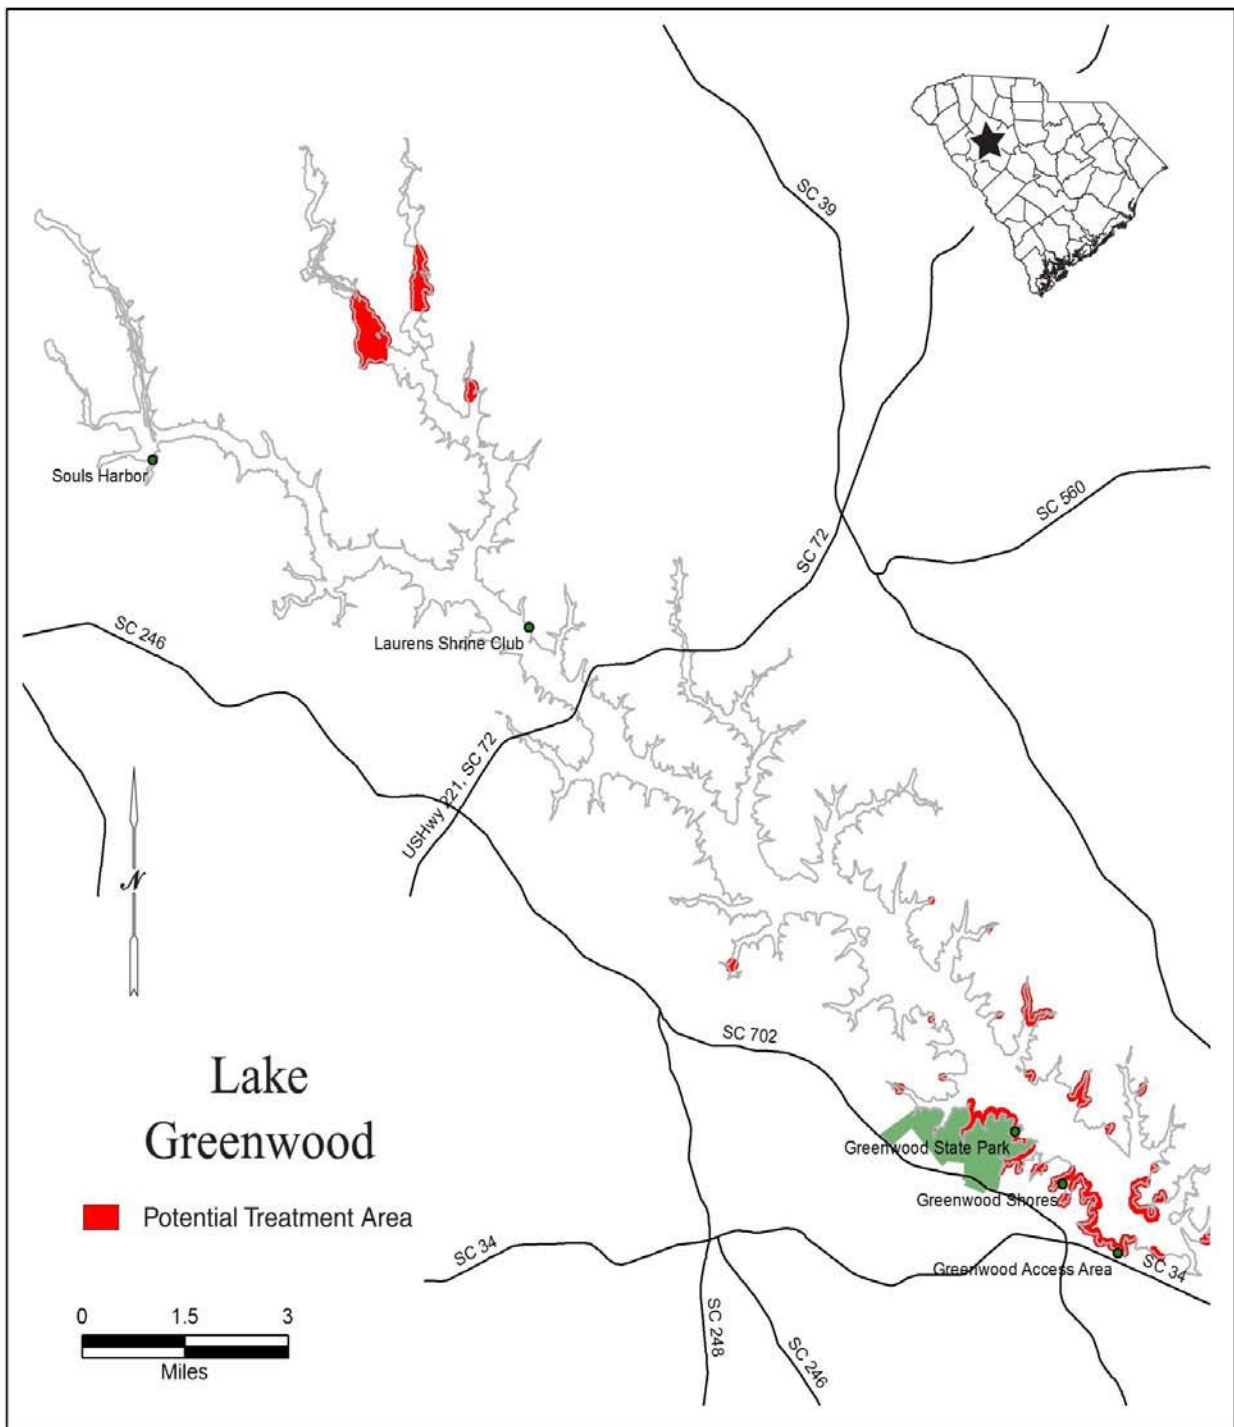 SC 39
SC 560
SC 72
Souls Harbor
SC 246
Laurens Shrine Club
USHwy 221, SC 72
N
SC 702
Lake
Greenwood
Greenwood State Park
Potential Treatment Area
Greenwood Shores
SC 34
Greenwood Access Area
SC 34
0 1.5 3
Miles
SC 248
SC 246